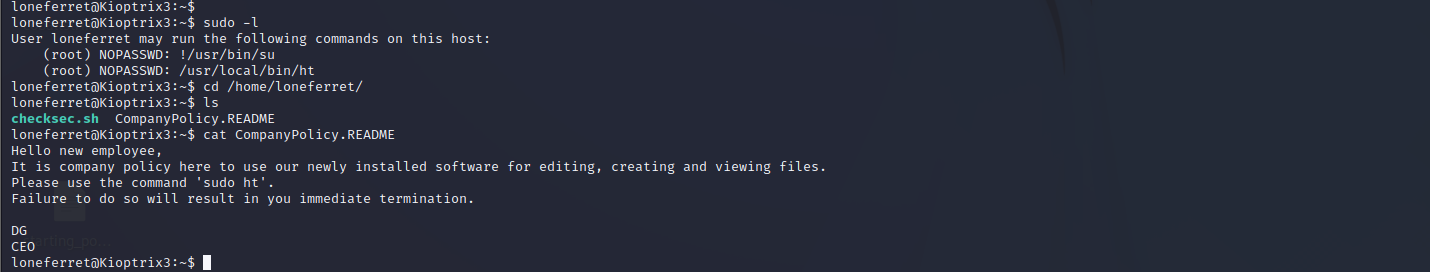 loneferret@Kioptrix3:~$
loneferret@Kioptrix3:~$ sudo -l
User loneferret may run the following commands on this host:
    (root) NOPASSWD: !/usr/bin/su
    (root) NOPASSWD: /usr/local/bin/ht
loneferret@Kioptrix3:~$ cd /home/loneferret/
loneferret@Kioptrix3:~$ ls
checksec.sh  CompanyPolicy.README
loneferret@Kioptrix3:~$ cat CompanyPolicy.README
Hello new employee,
It is company policy here to use our newly installed software for editing, creating and viewing files.
Please use the command 'sudo ht'.
Failure to do so will result in you immediate termination.

DG
CEO
loneferret@Kioptrix3:~$